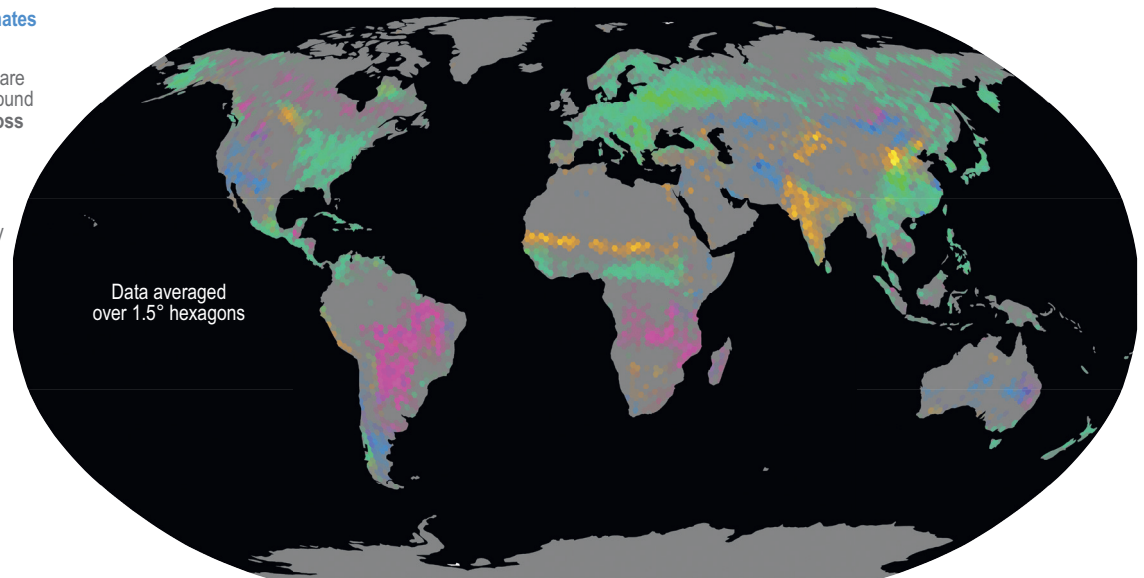 nates
are
ound
oss
y
Data averaged
over 1.5° hexagons